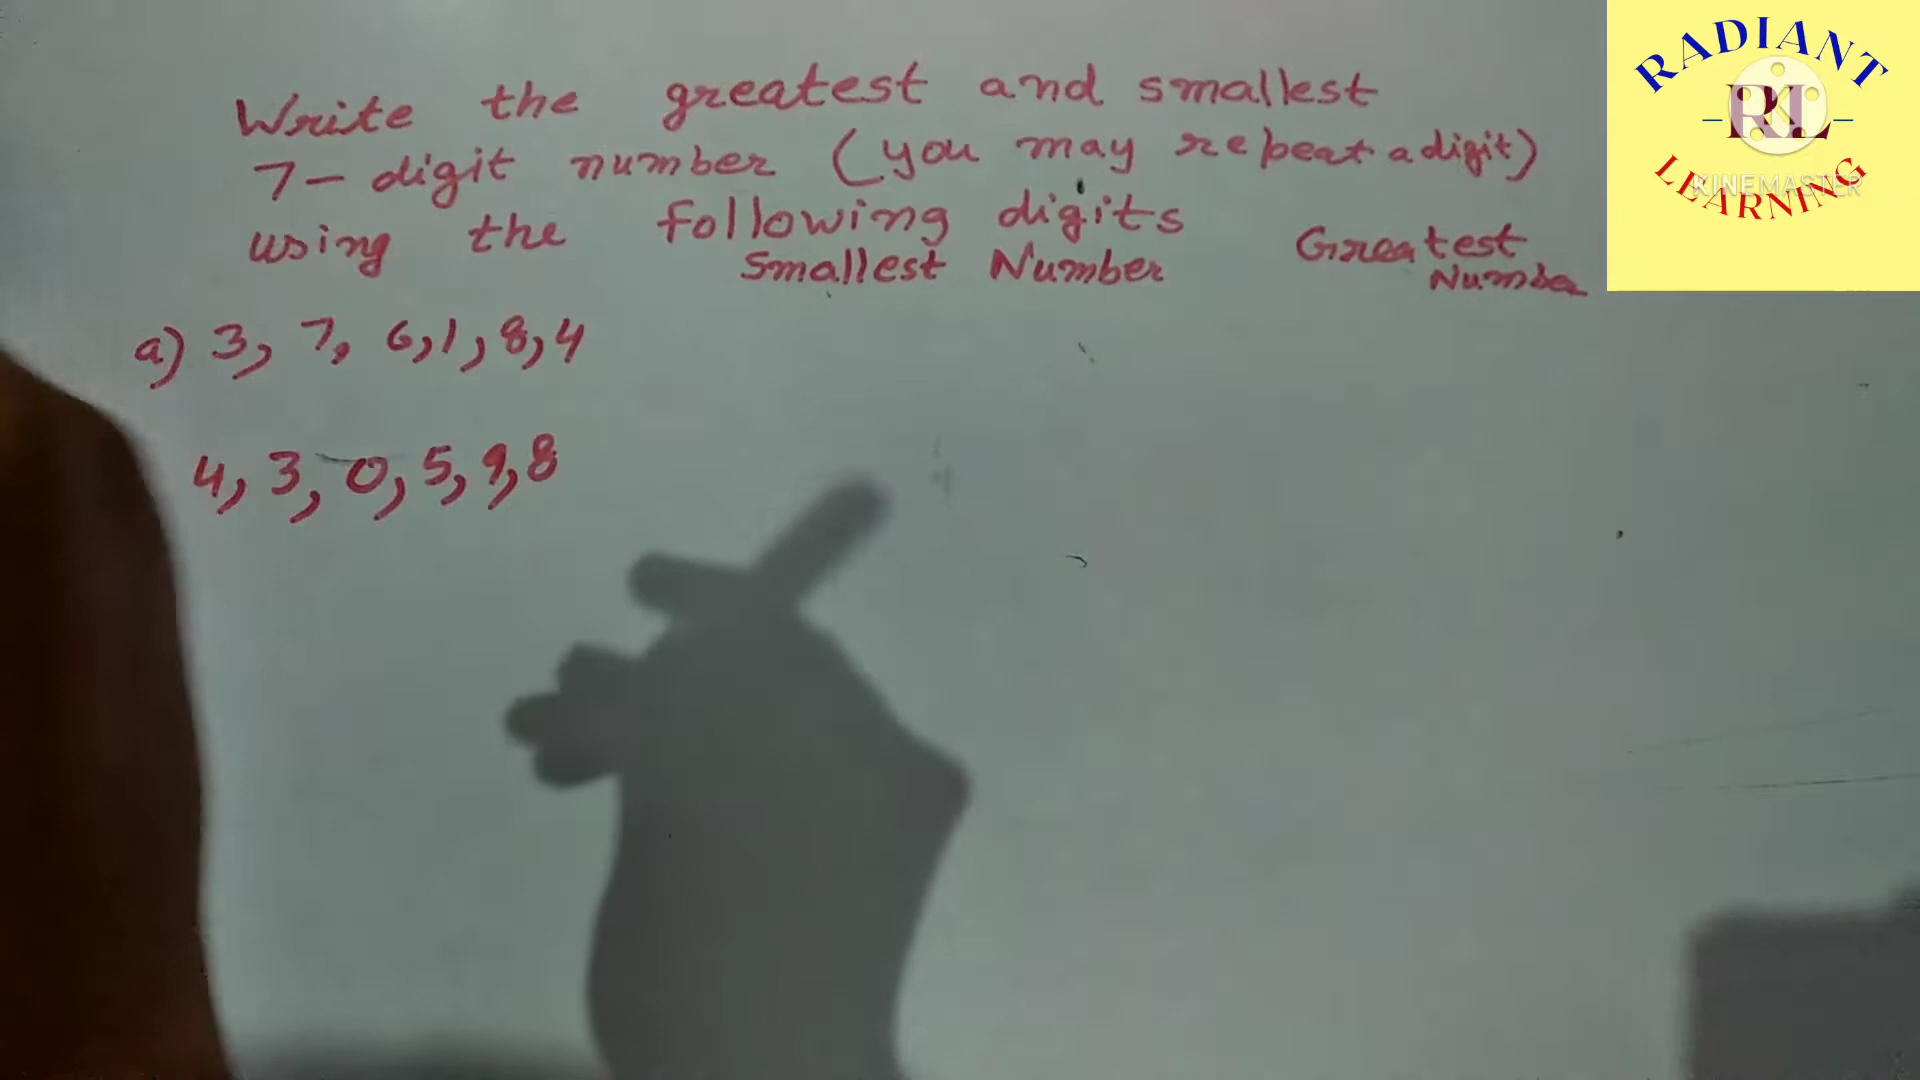 Write the greatest and smallest
7-digit number (you may repeat a digit)
using the following digits
Smallest Number
Greatest
Number
a) 3, 7, 6, 1, 8, 4
4, 3, 0, 5, 9, 8
RADIANT
RL
LEARNING
KINEMASTER